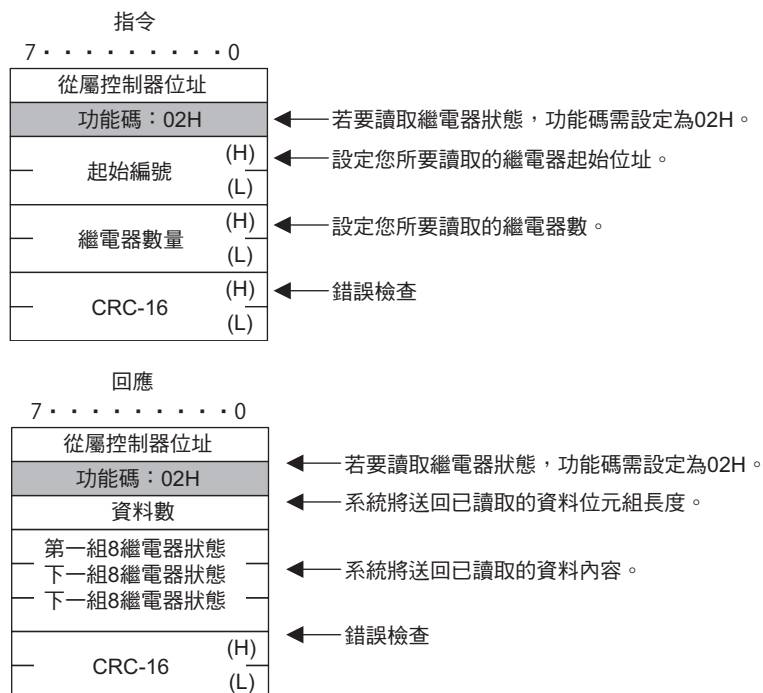 指令
7・・・・・・・・・0
從屬控制器位址
功能碼：02H
若要讀取繼電器狀態，功能碼需設定為02H。
起始編號
(H)
(L)
設定您所要讀取的繼電器起始位址。
繼電器數量
(H)
(L)
設定您所要讀取的繼電器數。
CRC-16
(H)
(L)
錯誤檢查
回應
7・・・・・・・・・0
從屬控制器位址
功能碼：02H
若要讀取繼電器狀態，功能碼需設定為02H。
資料數
系統將送回已讀取的資料位元組長度。
第一組8繼電器狀態
下一組8繼電器狀態
下一組8繼電器狀態
系統將送回已讀取的資料內容。
CRC-16
(H)
(L)
錯誤檢查